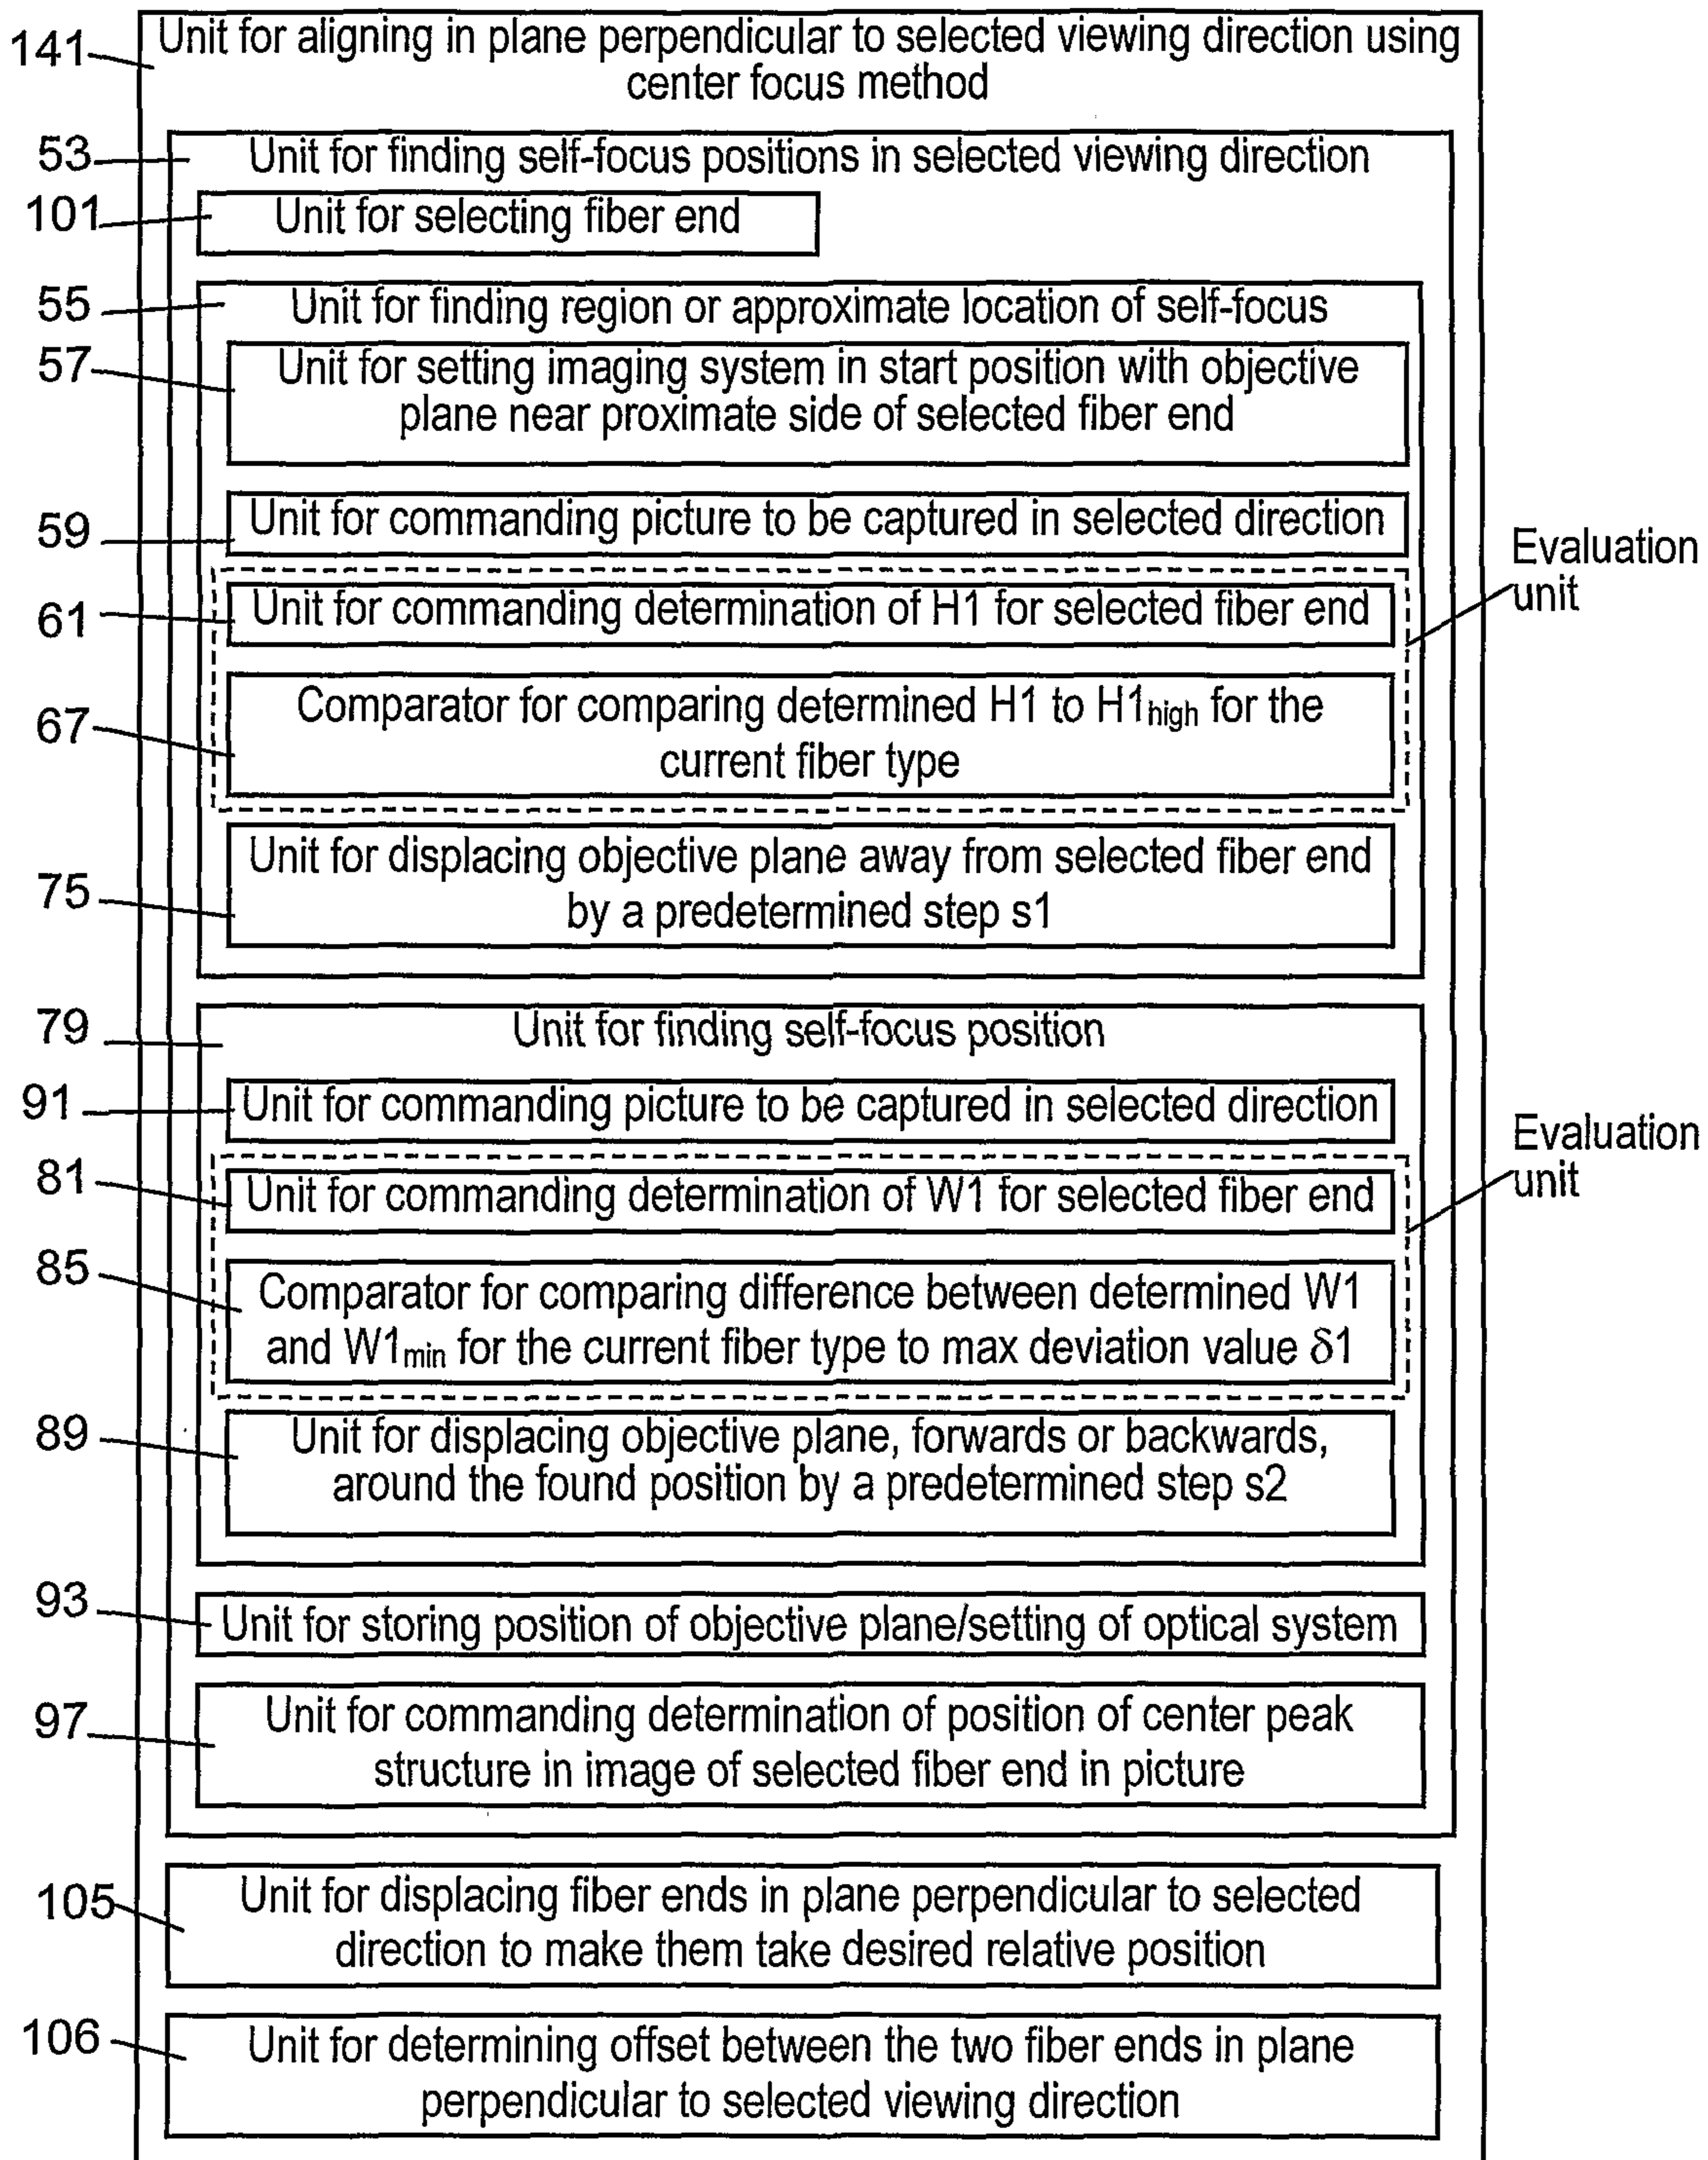 141
Unit for aligning in plane perpendicular to selected viewing direction using
center focus method
53
Unit for finding self-focus positions in selected viewing direction
101
Unit for selecting fiber end
55
Unit for finding region or approximate location of self-focus
57
Unit for setting imaging system in start position with objective
plane near proximate side of selected fiber end
59
Unit for commanding picture to be captured in selected direction
Evaluation
unit
61
Unit for commanding determination of H1 for selected fiber end
67
Comparator for comparing determined H1 to H1high for the
current fiber type
75
Unit for displacing objective plane away from selected fiber end
by a predetermined step s1
79
Unit for finding self-focus position
91
Unit for commanding picture to be captured in selected direction
Evaluation
unit
81
Unit for commanding determination of W1 for selected fiber end
85
Comparator for comparing difference between determined W1
and W1min for the current fiber type to max deviation value δ1
89
Unit for displacing objective plane, forwards or backwards,
around the found position by a predetermined step s2
93
Unit for storing position of objective plane/setting of optical system
97
Unit for commanding determination of position of center peak
structure in image of selected fiber end in picture
105
Unit for displacing fiber ends in plane perpendicular to selected
direction to make them take desired relative position
106
Unit for determining offset between the two fiber ends in plane
perpendicular to selected viewing direction